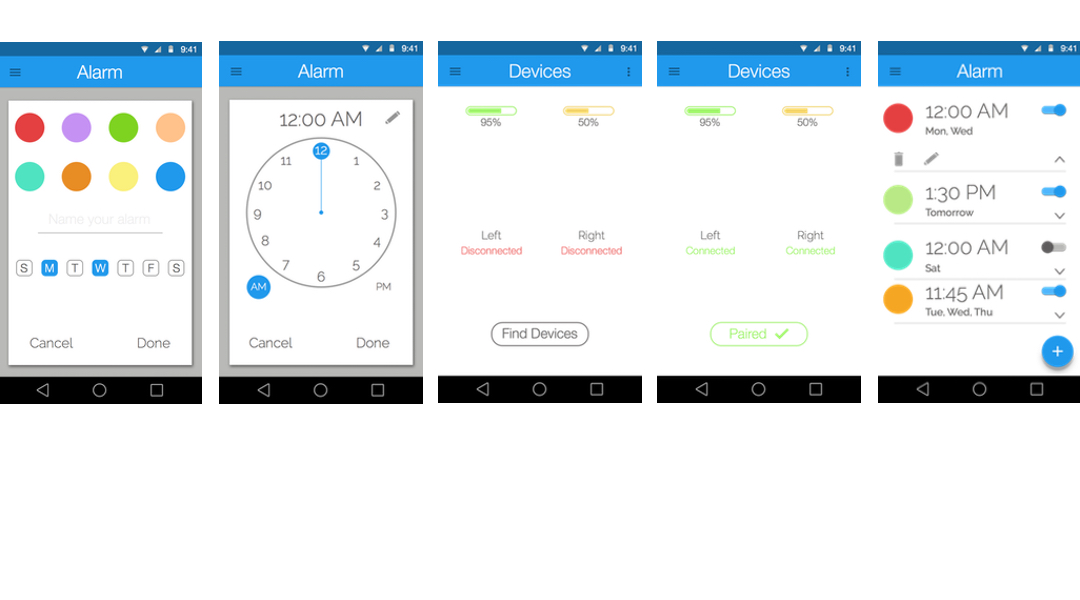 9:41
Alarm
Name your alarm
S M T W T F S
Cancel Done
9:41
Alarm
12:00 AM
12
11 1
10 2
9 3
8 4
7 5
6
AM PM
Cancel Done
9:41
Devices
95% 50%
Left Right
Disconnected Disconnected
Find Devices
9:41
Devices
95% 50%
Left Right
Connected Connected
Paired
9:41
Alarm
12:00 AM
Mon, Wed
1:30 PM
Tomorrow
12:00 AM
Sat
11:45 AM
Tue, Wed, Thu
+